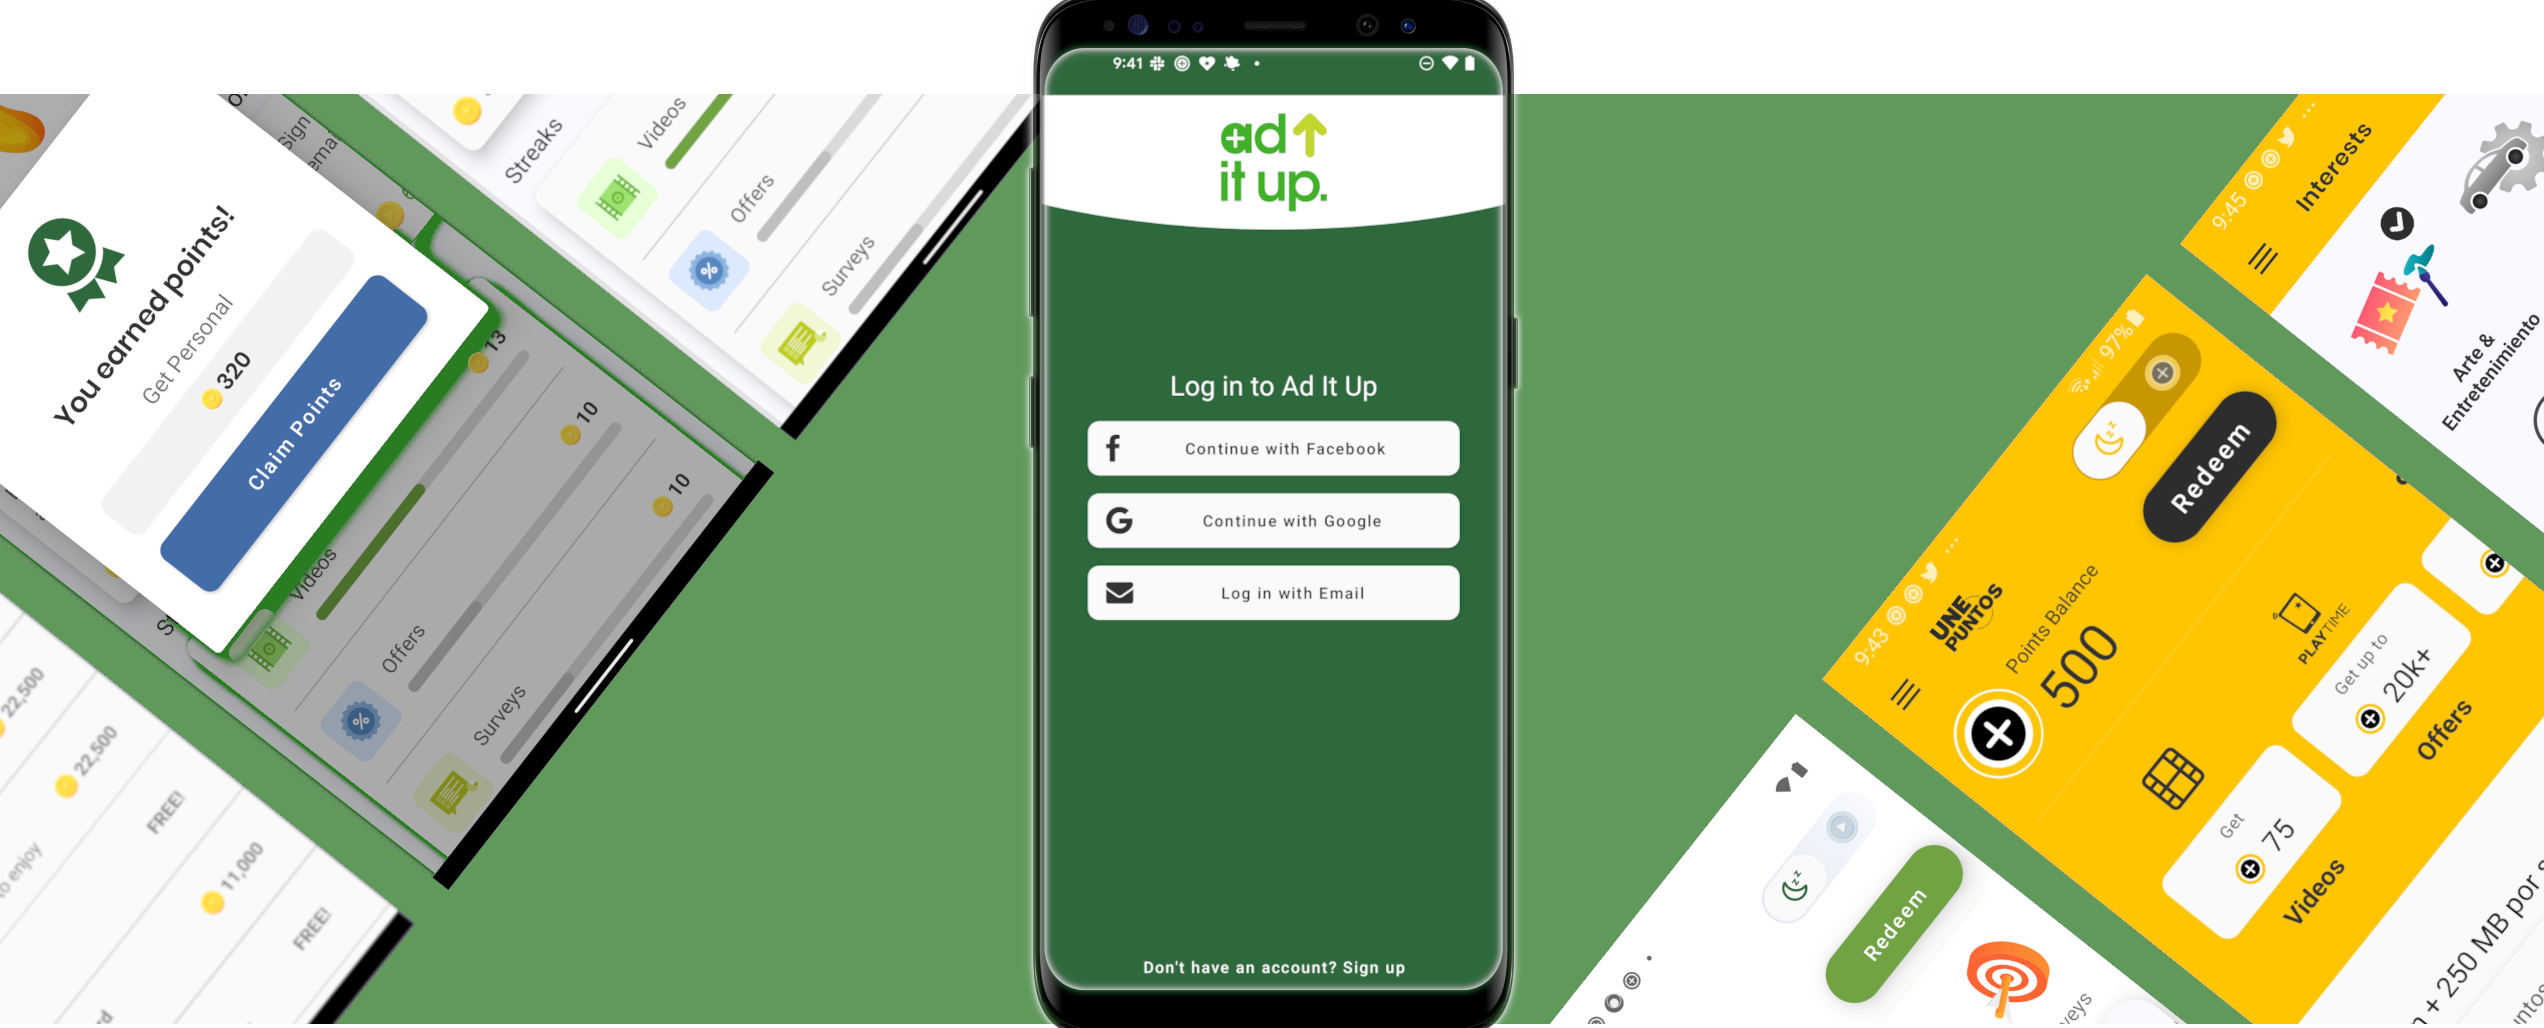 You earned points!
Get Personal
320
Claim Points
Sign
13
10
10
Videos
Offers
Surveys
22,500
22,500
to enjoy
FREE!
11,000
FREE!
Streaks
Videos
Offers
Surveys
9:41
ad
it up.
Log in to Ad It Up
Continue with Facebook
Continue with Google
Log in with Email
Don't have an account? Sign up
9:45
Interests
Arte &
Entretenimiento
9:43
97%
UNE
PUNTOS
Redeem
Points Balance
500
PLAYTIME
Get up to
20k+
Offers
Get
75
Videos
+ 250 MB por
Redeem